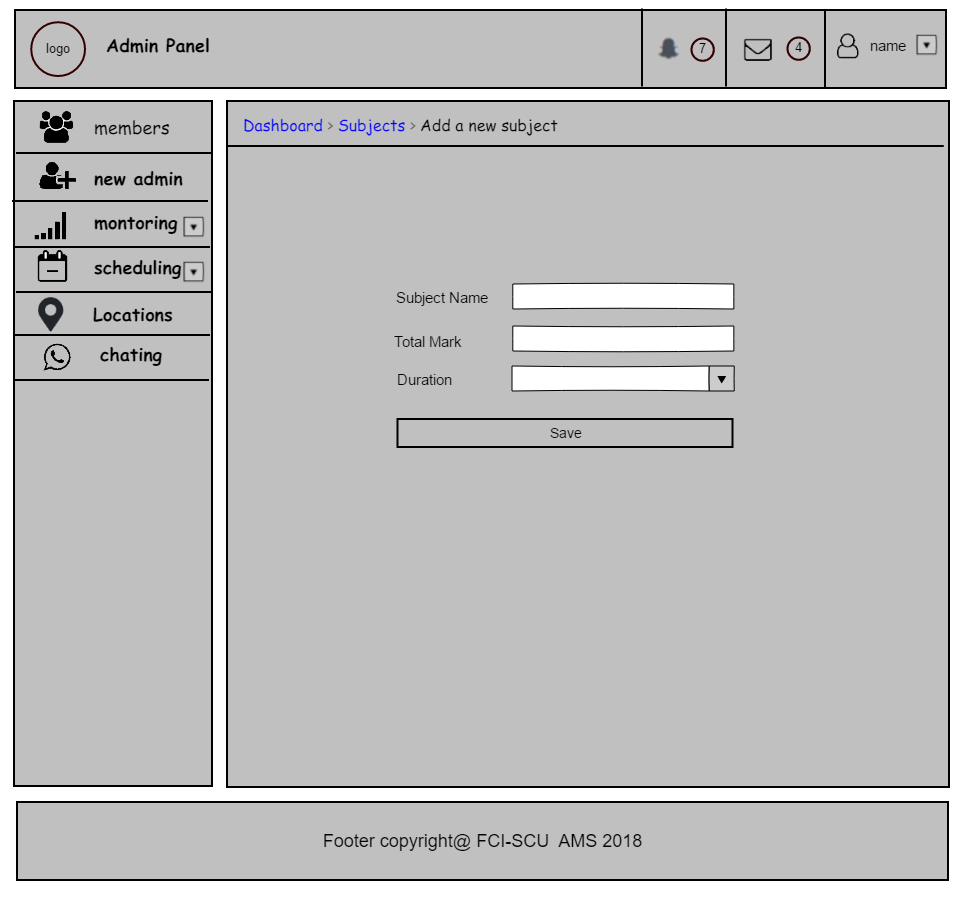 logo
Admin Panel
7
4
name
members
new admin
montoring
scheduling
Locations
chating
Dashboard > Subjects > Add a new subject
Subject Name
Total Mark
Duration
Save
Footer copyright@ FCI-SCU  AMS 2018